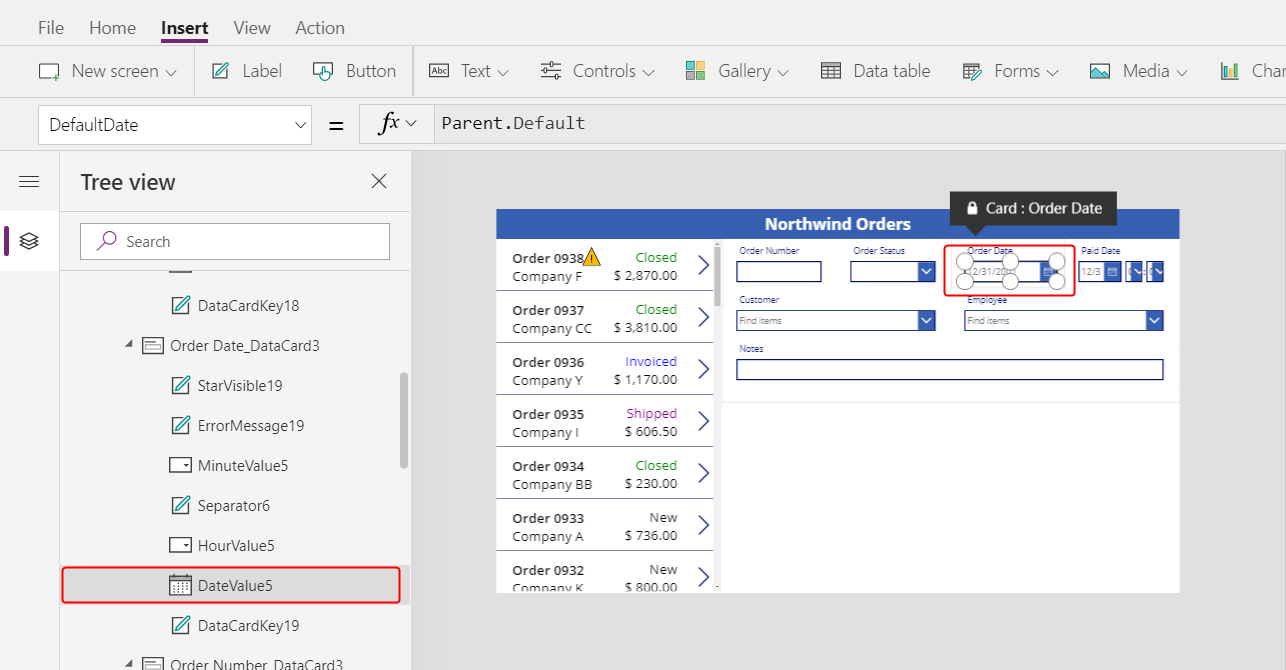 File Home Insert View Action
New screen Label Button Abc Text Controls Gallery Data table Forms Media
DefaultDate = fx Parent.Default
Tree view
Search
DataCardKey18
Order Date_DataCard3
StarVisible19
ErrorMessage19
MinuteValue5
Separator6
HourValue5
DateValue5
DataCardKey19
Order Number_DataCard3
Card : Order Date
Northwind Orders
Order 0938 Closed
Company F $ 2,870.00
Order 0937 Closed
Company CC $ 3,810.00
Order 0936 Invoiced
Company Y $ 1,170.00
Order 0935 Shipped
Company I $ 606.50
Order 0934 Closed
Company BB $ 230.00
Order 0933 New
Company A $ 736.00
Order 0932 New
Company K $ 800.00
Order Number Order Status Order Date Paid Date
12/3
Customer Employee
Find items Find items
Notes